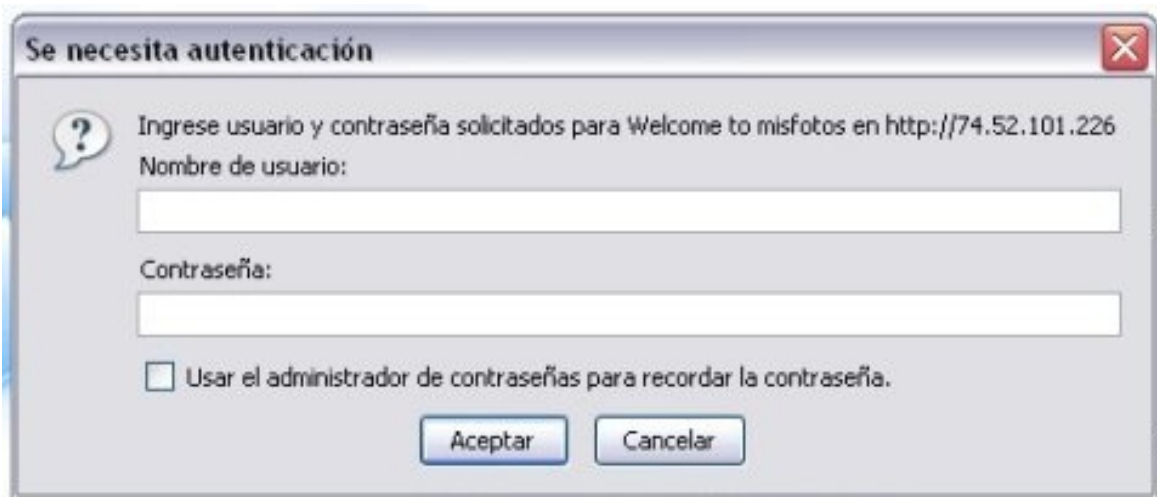 Se necesita autenticación
?
Ingrese usuario y contraseña solicitados para Welcome to misfotos en http://74.52.101.226
Nombre de usuario:
Contraseña:
Usar el administrador de contraseñas para recordar la contraseña.
Aceptar
Cancelar